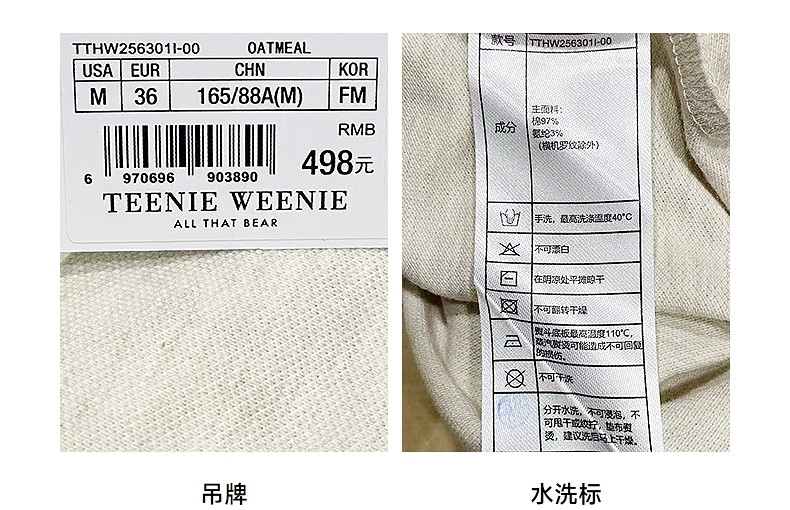 TTHW256301I-00 OATMEAL
USA EUR CHN KOR
M 36 165/88A(M) FM
RMB
498元
6 970696 903890
TEENIE WEENIE
ALL THAT BEAR
款号 TTHW256301I-00
成分
主面料:
棉97%
氨纶3%
(横机罗纹除外)
手洗，最高洗涤温度40°C
不可漂白
在阴凉处平摊晾干
不可翻转干燥
熨斗底板最高温度110°C,
蒸汽熨烫可能造成不可回复
的损伤。
不可干洗
分开水洗，不可浸泡，不
可甩干或绞拧，垫布熨
烫，建议洗后马上干燥。
吊牌
水洗标